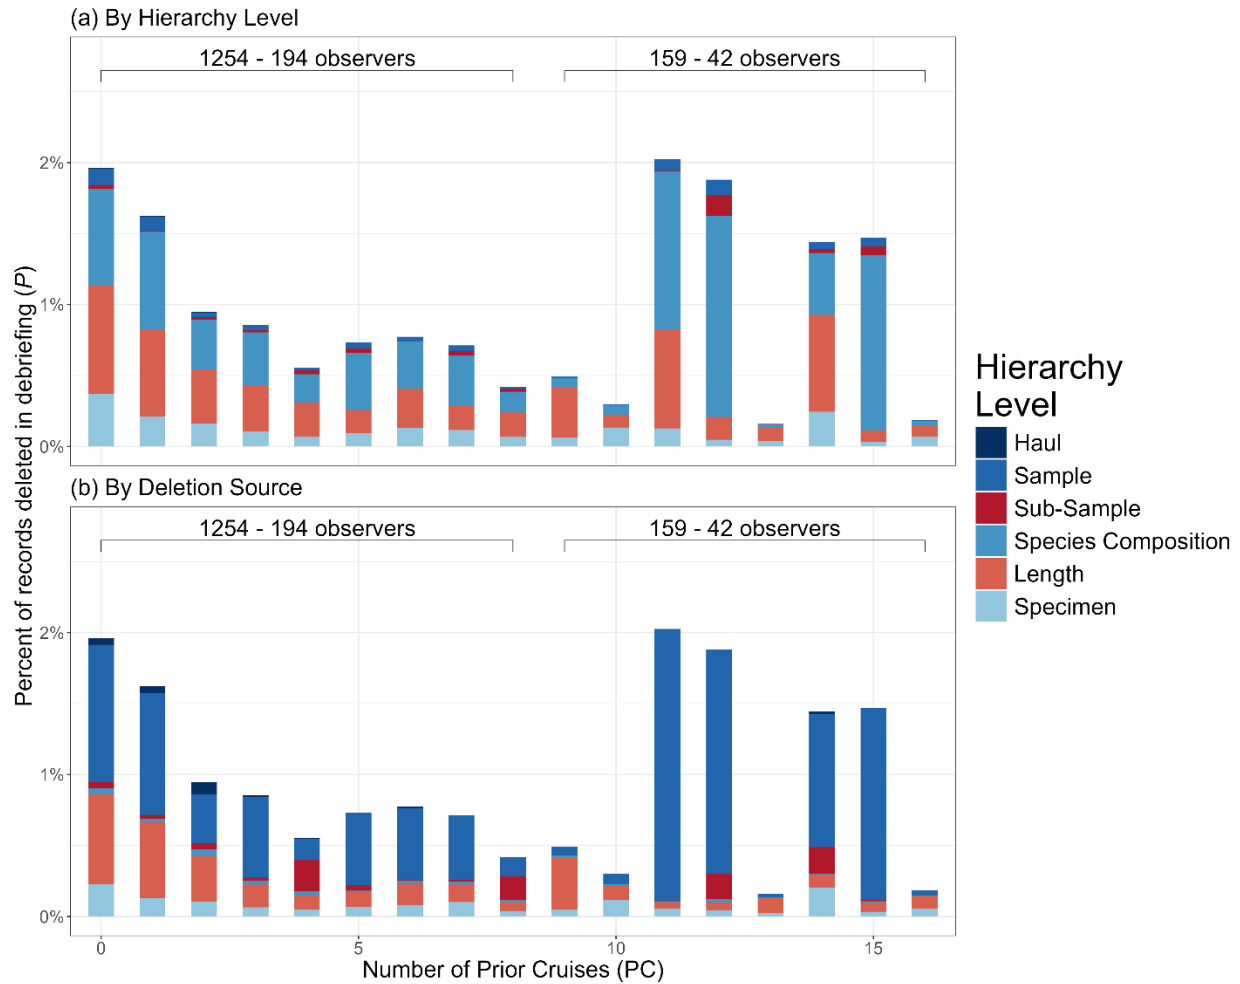 (a) By Hierarchy Level
1254 - 194 observers
159 - 42 observers
2%
1%
0%
(b) By Deletion Source
1254 - 194 observers
159 - 42 observers
2%
1%
0%
0
5
10
15
Number of Prior Cruises (PC)
Percent of records deleted in debriefing (P)
Hierarchy
Level
Haul
Sample
Sub-Sample
Species Composition
Length
Specimen